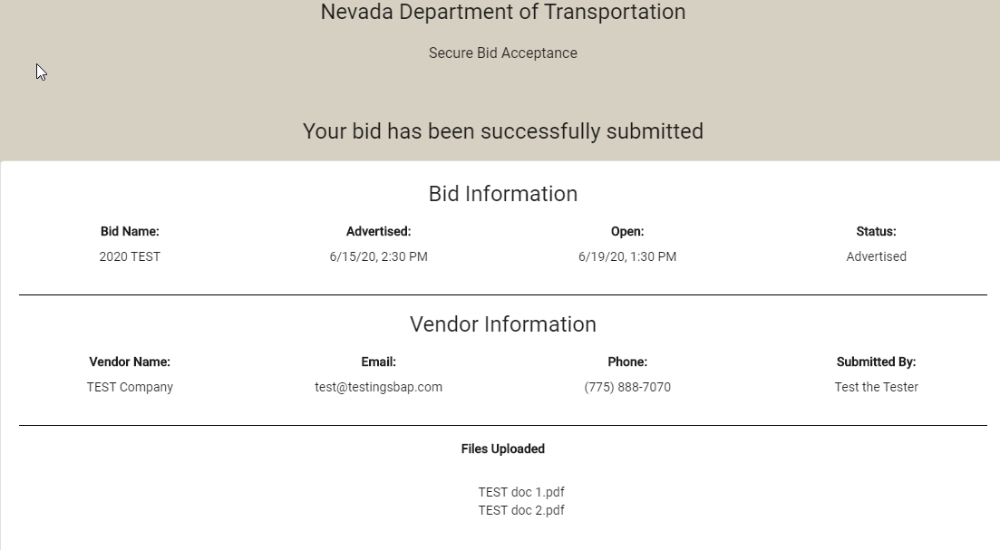 Nevada Department of Transportation
Secure Bid Acceptance
Your bid has been successfully submitted
Bid Information
Bid Name: Advertised: Open: Status:
2020 TEST 6/15/20, 2:30 PM 6/19/20, 1:30 PM Advertised
Vendor Information
Vendor Name: Email: Phone: Submitted By:
TEST Company test@testingsbap.com (775) 888-7070 Test the Tester
Files Uploaded
TEST doc 1.pdf
TEST doc 2.pdf